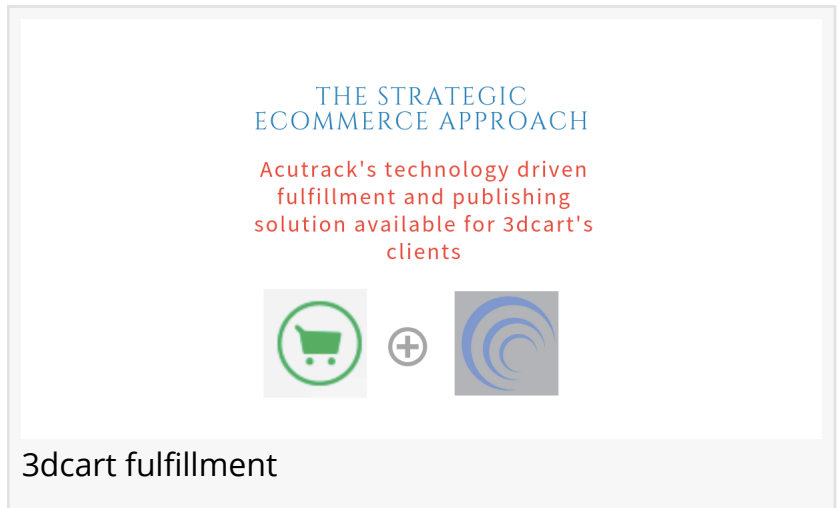 THE STRATEGIC
ECOMMERCE APPROACH
Acutrack's technology driven
fulfillment and publishing
solution available for 3dcart's
clients
3dcart fulfillment